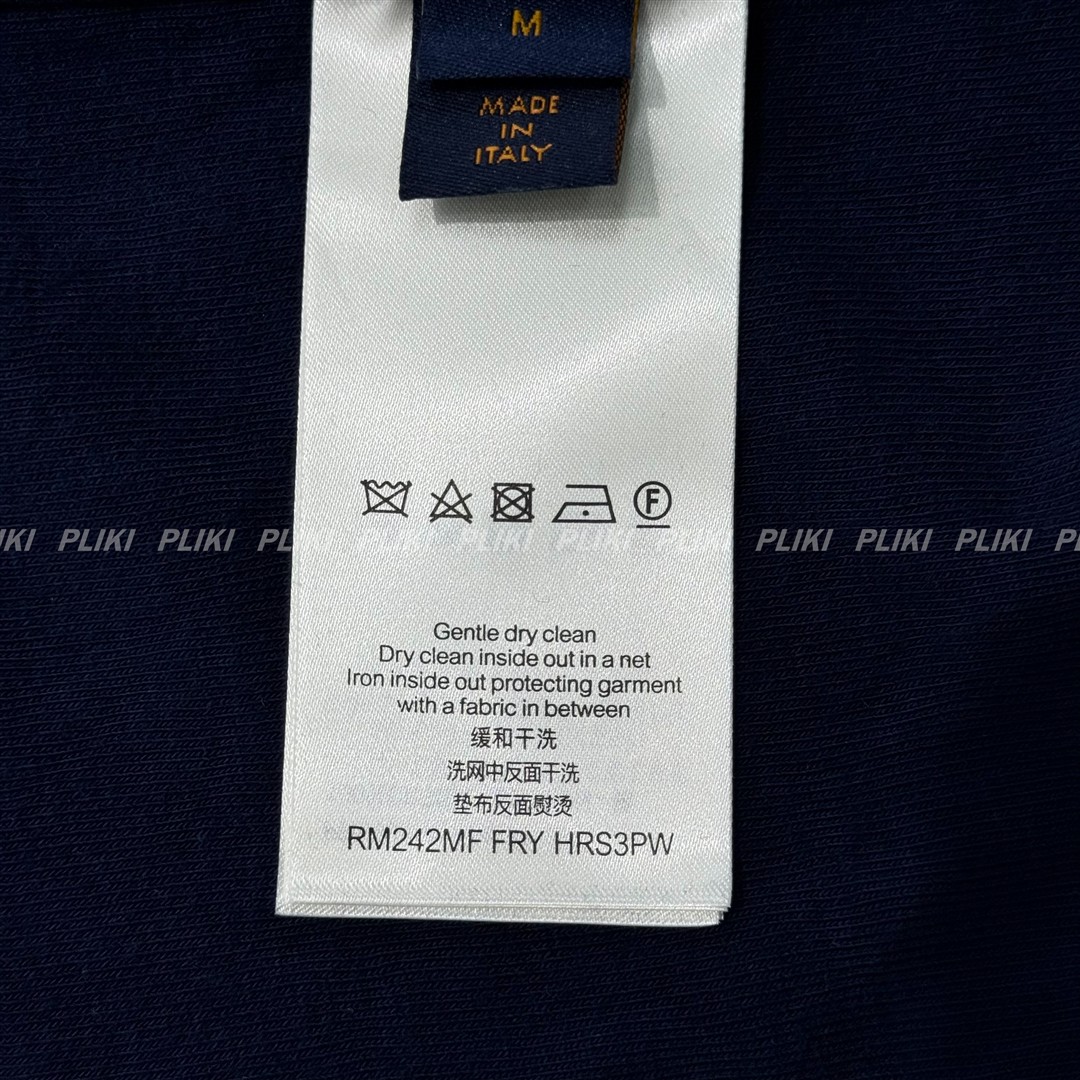 M
MADE
IN
ITALY
F
PLIKI PLIKI PLIKI PLIKI PLIKI PLIKI PLIKI PLIKI PLIKI
Gentle dry clean
Dry clean inside out in a net
Iron inside out protecting garment
with a fabric in between
缓和干洗
洗网中反面干洗
垫布反面熨烫
RM242MF FRY HRS3PW